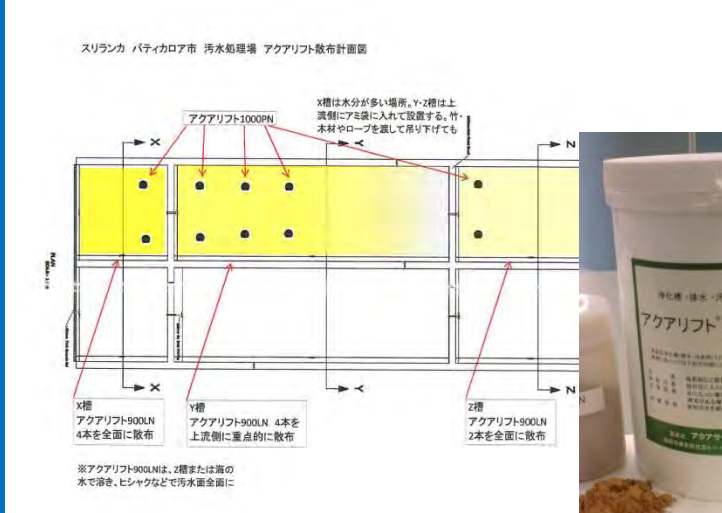 スリランカ バティカロア市 汚水処理場 アクアリフト散布計画図
X槽は水分が多い場所。Y・Z槽は上
流側にアミ袋に入れて設置する。竹・
木材やロープを渡して吊り下げても
アクアリフト1000PN
X
Y
Z
PLAN
X
Y
Z
X槽
アクアリフト900LN
4本を全面に散布
Y槽
アクアリフト900LN 4本を
上流側に重点的に散布
Z槽
アクアリフト900LN
2本を全面に散布
※アクアリフト900LNは、Z槽または海の
水で溶き、ヒシャクなどで汚水面全面に
浄化槽・排水・汚
アクアリフト